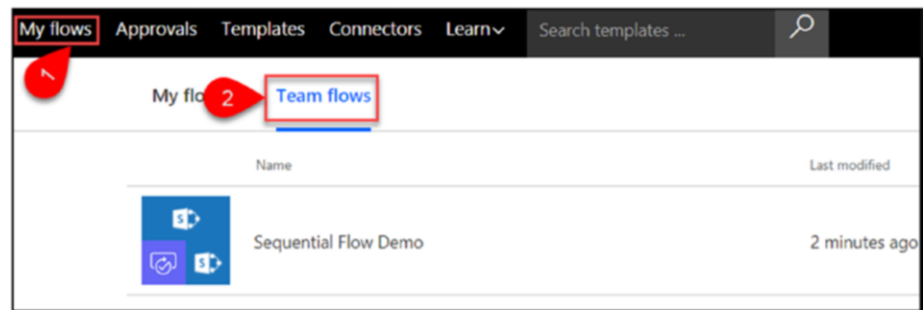 My flows Approvals Templates Connectors Learn Search templates ...
1
My flo 2 Team flows
Name Last modified
S
Sequential Flow Demo 2 minutes ago
S